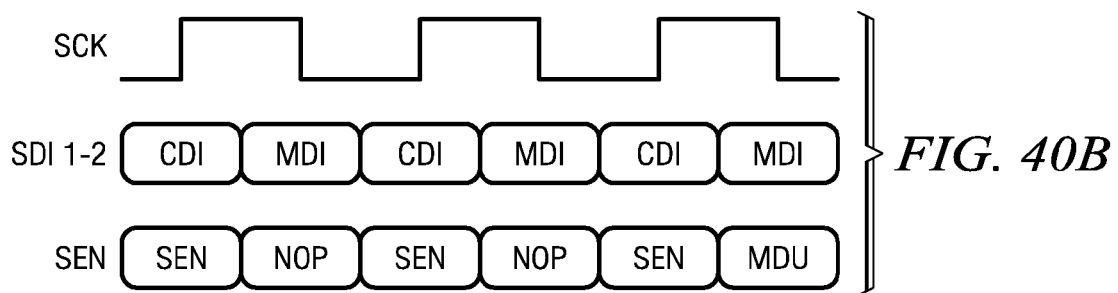 SCK
SDI 1-2 CDI MDI CDI MDI CDI MDI
FIG. 40B
SEN SEN NOP SEN NOP SEN MDU